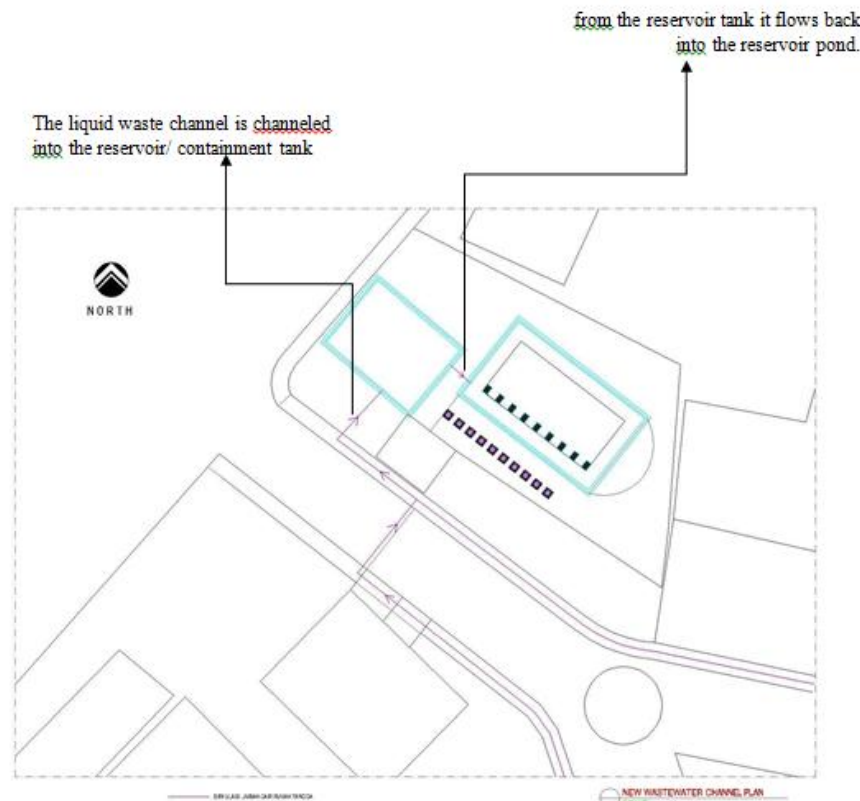 from the reservoir tank it flows back
into the reservoir pond.
The liquid waste channel is channeled
into the reservoir/ containment tank
NORTH
NEW WASTEWATER CHANNEL PLAN